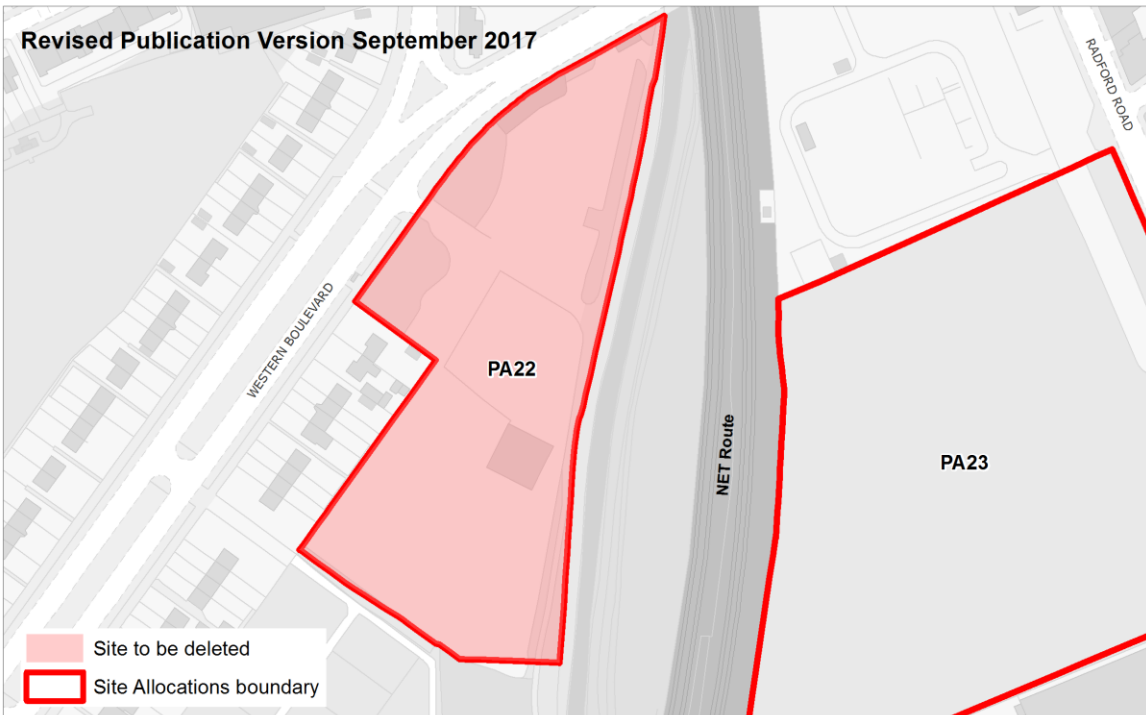 Revised Publication Version September 2017
RADFORD ROAD
WESTERN BOULEVARD
PA22
NET Route
PA23
Site to be deleted
Site Allocations boundary